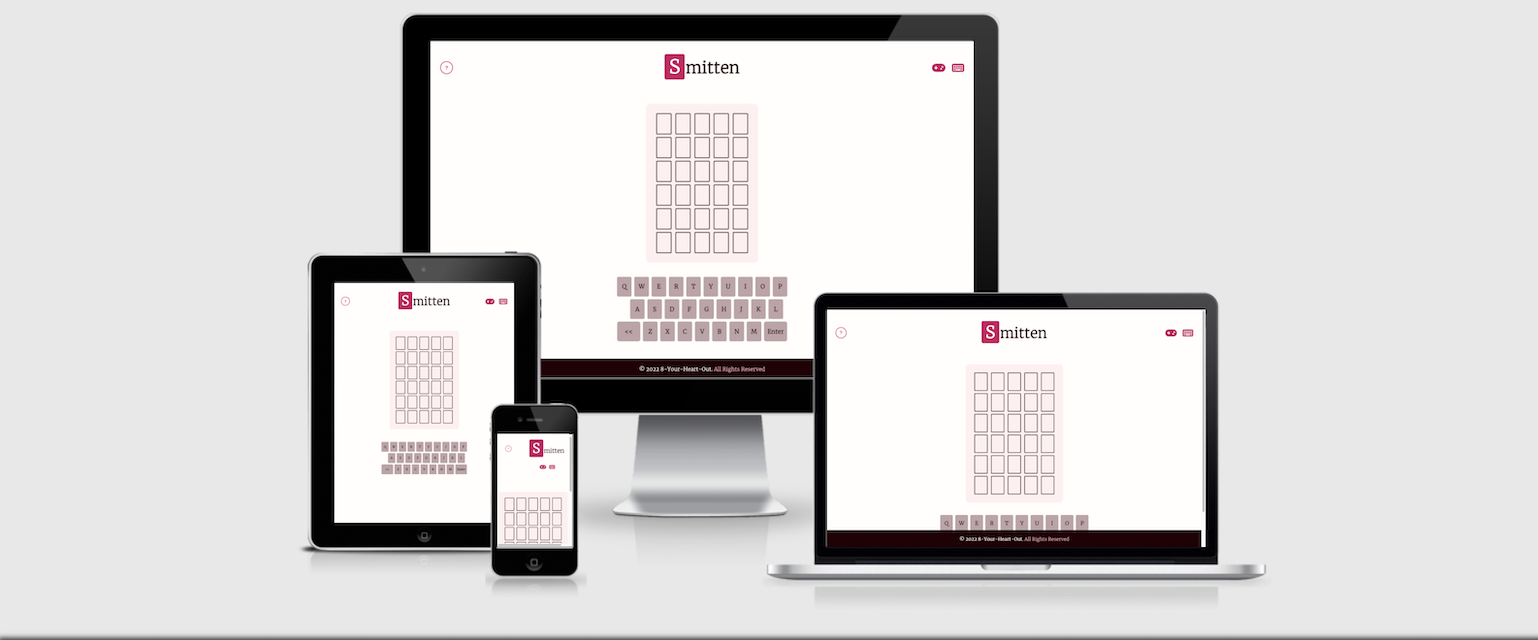 ?
Smitten
Q W E R T Y U I O P
A S D F G H J K L
<< Z X C V B N M Enter
© 2022 8-Your-Heart-Out. All Rights Reserved
?
Smitten
Smitten
?
Smitten
Q W E R T Y U I O P
© 2022 8-Your-Heart-Out. All Rights Reserved